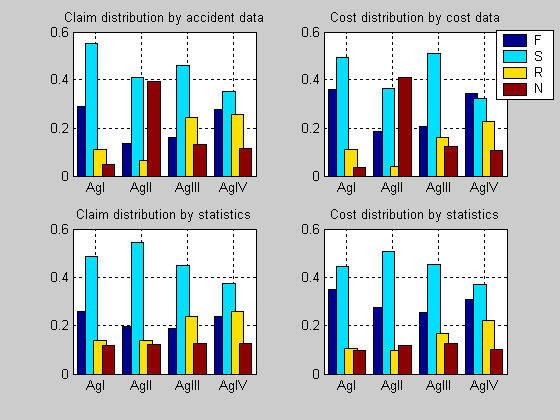 Claim distribution by accident data
0.6
0.4
0.2
0
AgI AgII AgIII AgIV
Cost distribution by cost data
0.6
0.4
0.2
0
AgI AgII AgIII AgIV
F
S
R
N
Claim distribution by statistics
0.6
0.4
0.2
0
AgI AgII AgIII AgIV
Cost distribution by statistics
0.6
0.4
0.2
0
AgI AgII AgIII AgIV